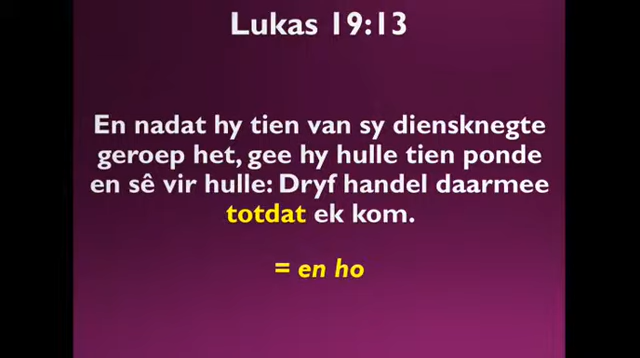 Lukas 19:13
En nadat hy tien van sy diensknegte
geroep het, gee hy hulle tien ponde
en sê vir hulle: Dryf handel daarmee
totdat ek kom.
= en ho